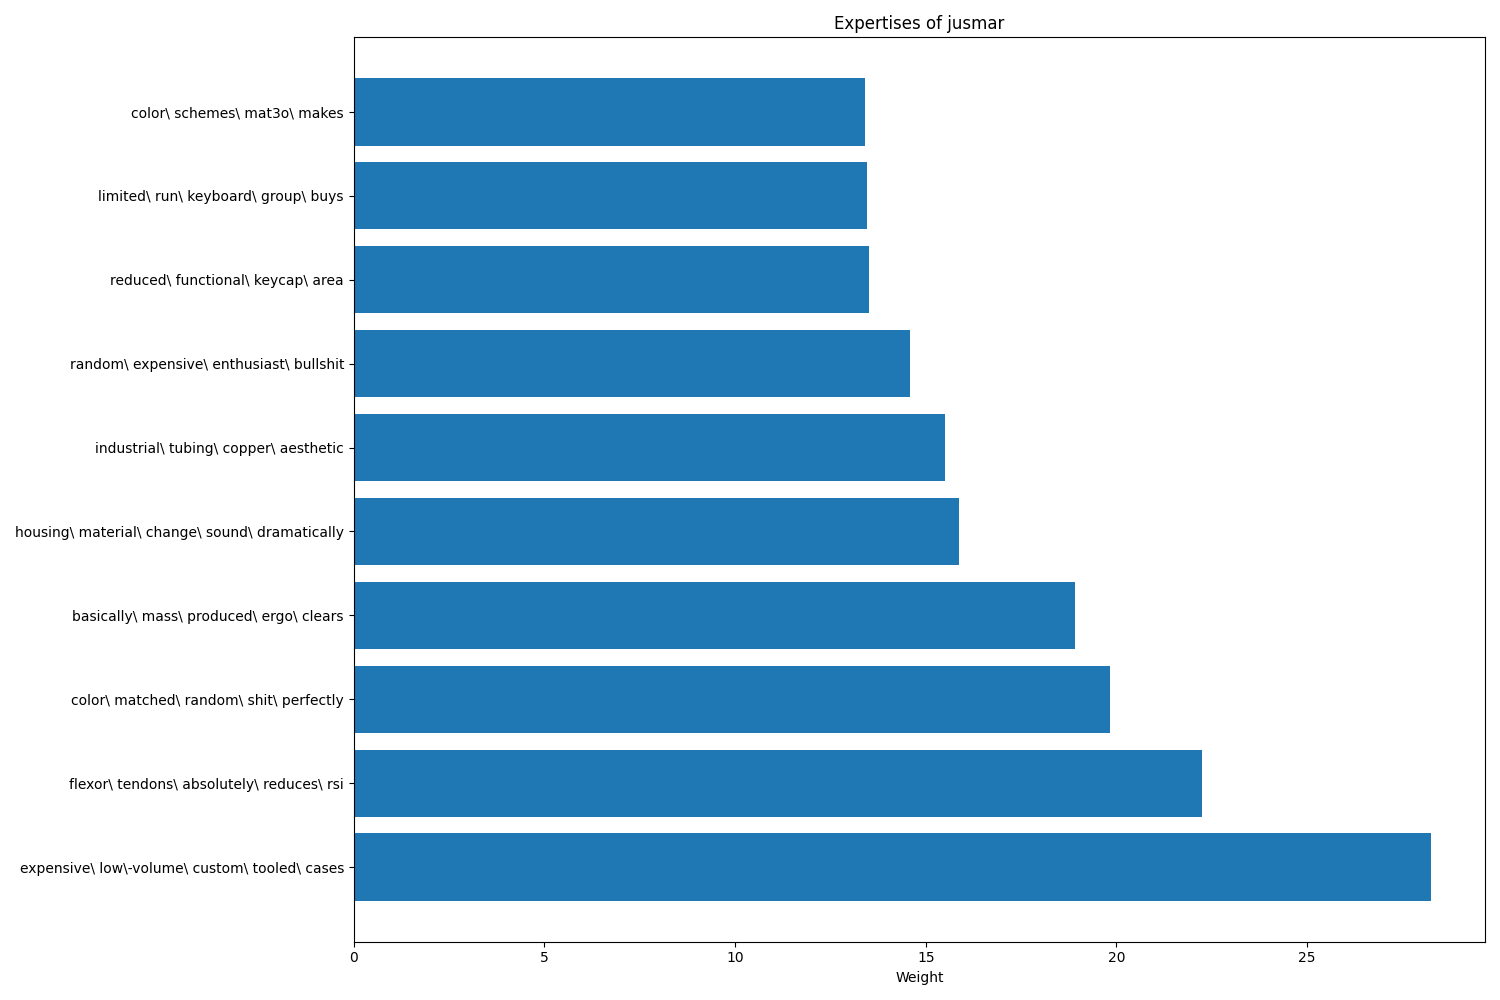 Expertises of jusmar
color\ schemes\ mat3o\ makes
limited\ run\ keyboard\ group\ buys
reduced\ functional\ keycap\ area
random\ expensive\ enthusiast\ bullshit
industrial\ tubing\ copper\ aesthetic
housing\ material\ change\ sound\ dramatically
basically\ mass\ produced\ ergo\ clears
color\ matched\ random\ shit\ perfectly
flexor\ tendons\ absolutely\ reduces\ rsi
expensive\ low\-volume\ custom\ tooled\ cases
0 5 10 15 20 25
Weight